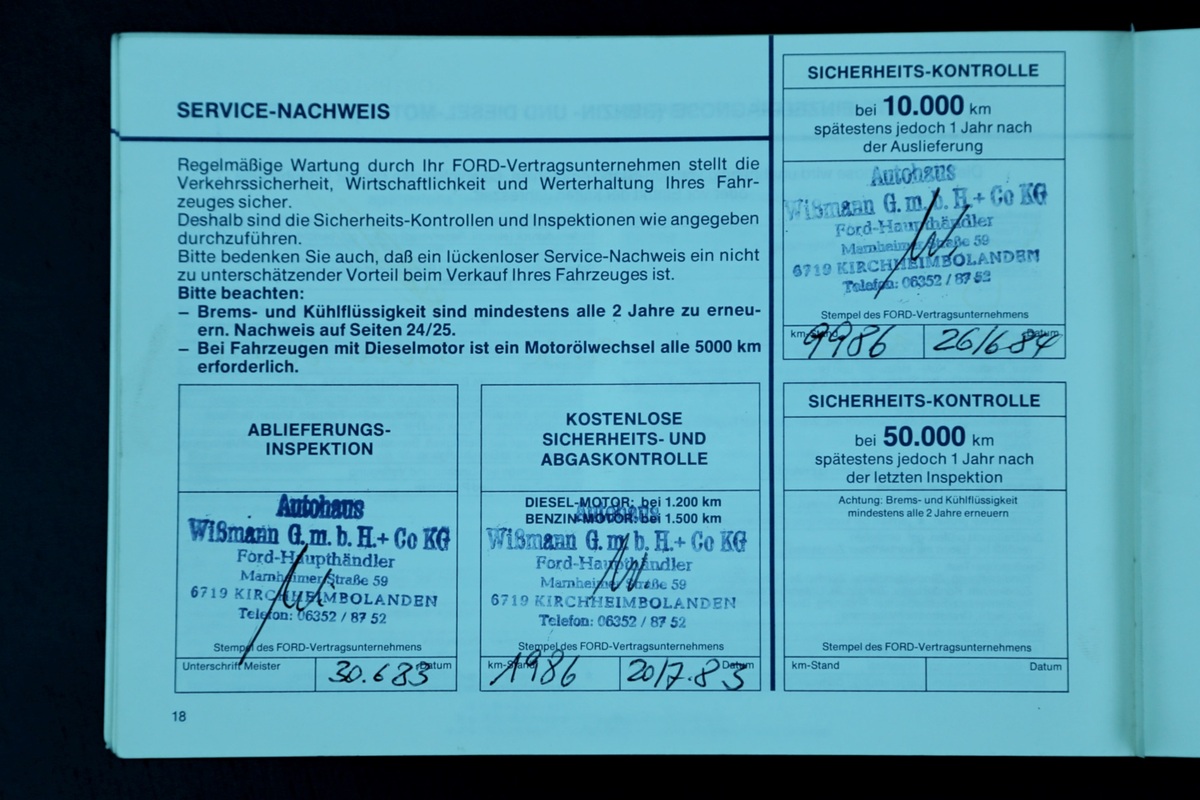 SERVICE-NACHWEIS
Regelmäßige Wartung durch Ihr FORD-Vertragsunternehmen stellt die
Verkehrssicherheit, Wirtschaftlichkeit und Werterhaltung Ihres Fahr-
zeuges sicher.
Deshalb sind die Sicherheits-Kontrollen und Inspektionen wie angegeben
durchzuführen.
Bitte bedenken Sie auch, daß ein lückenloser Service-Nachweis ein nicht
zu unterschätzender Vorteil beim Verkauf Ihres Fahrzeuges ist.
Bitte beachten:
– Brems- und Kühlflüssigkeit sind mindestens alle 2 Jahre zu erneu-
ern. Nachweis auf Seiten 24/25.
– Bei Fahrzeugen mit Dieselmotor ist ein Motorölwechsel alle 5000 km
erforderlich.
ABLIEFERUNGS-
INSPEKTION
Autohaus
Wißmann G.m.b.H.+ Co KG
Ford-Haupthändler
Marnheimer Straße 59
6719 KIRCHHEIMBOLANDEN
Telefon: 06352 / 87 52
Stempel des FORD-Vertragsunternehmens
Unterschrift Meister
Datum
30.6.83
KOSTENLOSE
SICHERHEITS- UND
ABGASKONTROLLE
DIESEL-MOTOR: bei 1.200 km
BENZIN-MOTOR: bei 1.500 km
Autohaus
Wißmann G.m.b.H.+ Co KG
Ford-Haupthändler
Marnheimer Straße 59
6719 KIRCHHEIMBOLANDEN
Telefon: 06352 / 87 52
Stempel des FORD-Vertragsunternehmens
km-Stand
1986
Datum
20/7.83
SICHERHEITS-KONTROLLE
bei 10.000 km
spätestens jedoch 1 Jahr nach
der Auslieferung
Autohaus
Wißmann G.m.b.H.+ Co KG
Ford-Haupthändler
Marnheimer Straße 59
6719 KIRCHHEIMBOLANDEN
Telefon: 06352 / 87 52
Stempel des FORD-Vertragsunternehmens
km-Stand
9986
Datum
26/6.84
SICHERHEITS-KONTROLLE
bei 50.000 km
spätestens jedoch 1 Jahr nach
der letzten Inspektion
Achtung: Brems- und Kühlflüssigkeit
mindestens alle 2 Jahre erneuern
Stempel des FORD-Vertragsunternehmens
km-Stand
Datum
18